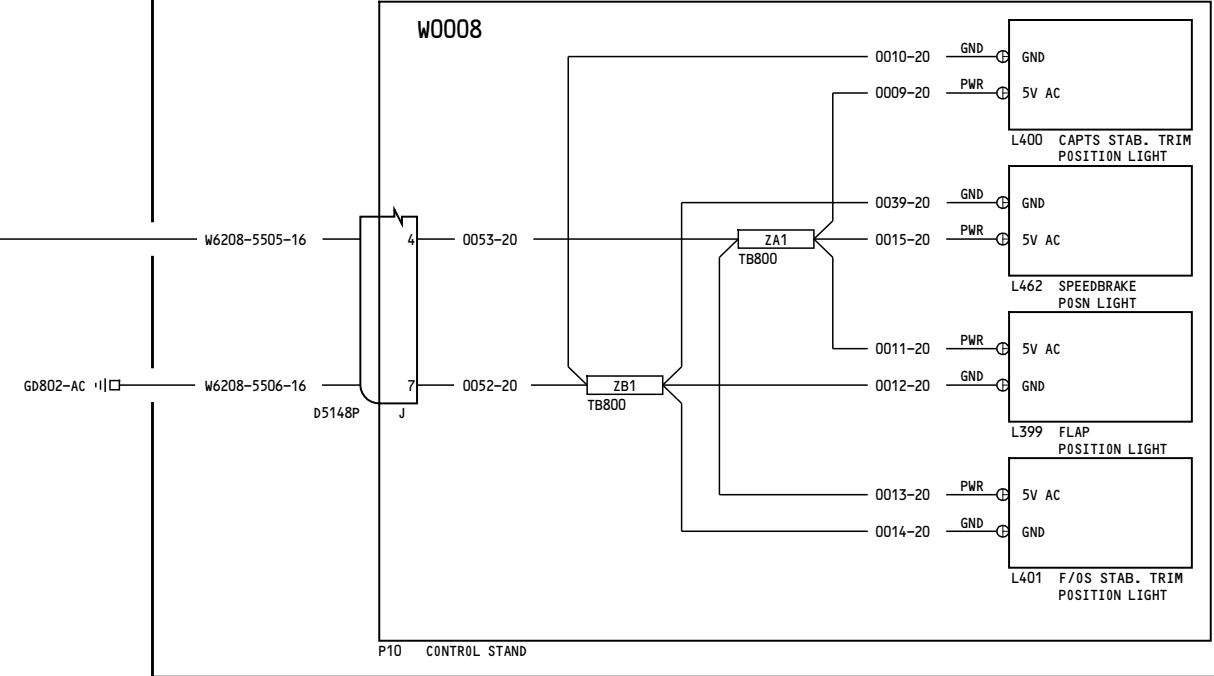 W0008
0010-20 GND GND
0009-20 PWR 5V AC
L400 CAPTS STAB. TRIM
POSITION LIGHT
0039-20 GND GND
W6208-5505-16 4 0053-20 ZA1 0015-20 PWR 5V AC
TB800
L462 SPEEDBRAKE
POSN LIGHT
0011-20 PWR 5V AC
GD802-AC W6208-5506-16 7 0052-20 ZB1 0012-20 GND GND
D5148P J TB800
L399 FLAP
POSITION LIGHT
0013-20 PWR 5V AC
0014-20 GND GND
L401 F/OS STAB. TRIM
POSITION LIGHT
P10 CONTROL STAND